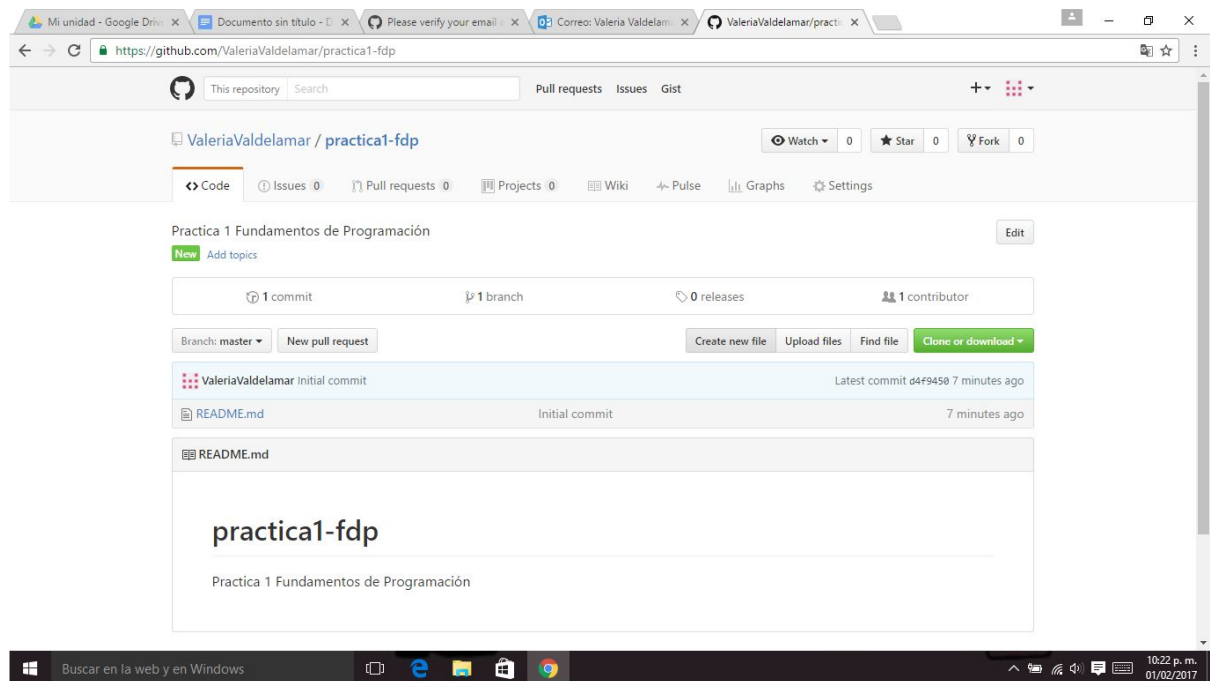 Mi unidad - Google Driv
Documento sin título - D
Please verify your email a
Correo: Valeria Valdelam
ValeriaValdelamar/practic
https://github.com/ValeriaValdelamar/practica1-fdp
This repository Search Pull requests Issues Gist
ValeriaValdelamar / practica1-fdp Watch 0 Star 0 Fork 0
Code Issues 0 Pull requests 0 Projects 0 Wiki Pulse Graphs Settings
Practica 1 Fundamentos de Programación Edit
New Add topics
1 commit 1 branch 0 releases 1 contributor
Branch: master New pull request Create new file Upload files Find file Clone or download
ValeriaValdelamar Initial commit Latest commit d4f9450 7 minutes ago
README.md Initial commit 7 minutes ago
README.md
practica1-fdp
Practica 1 Fundamentos de Programación
Buscar en la web y en Windows 10:22 p. m.
01/02/2017